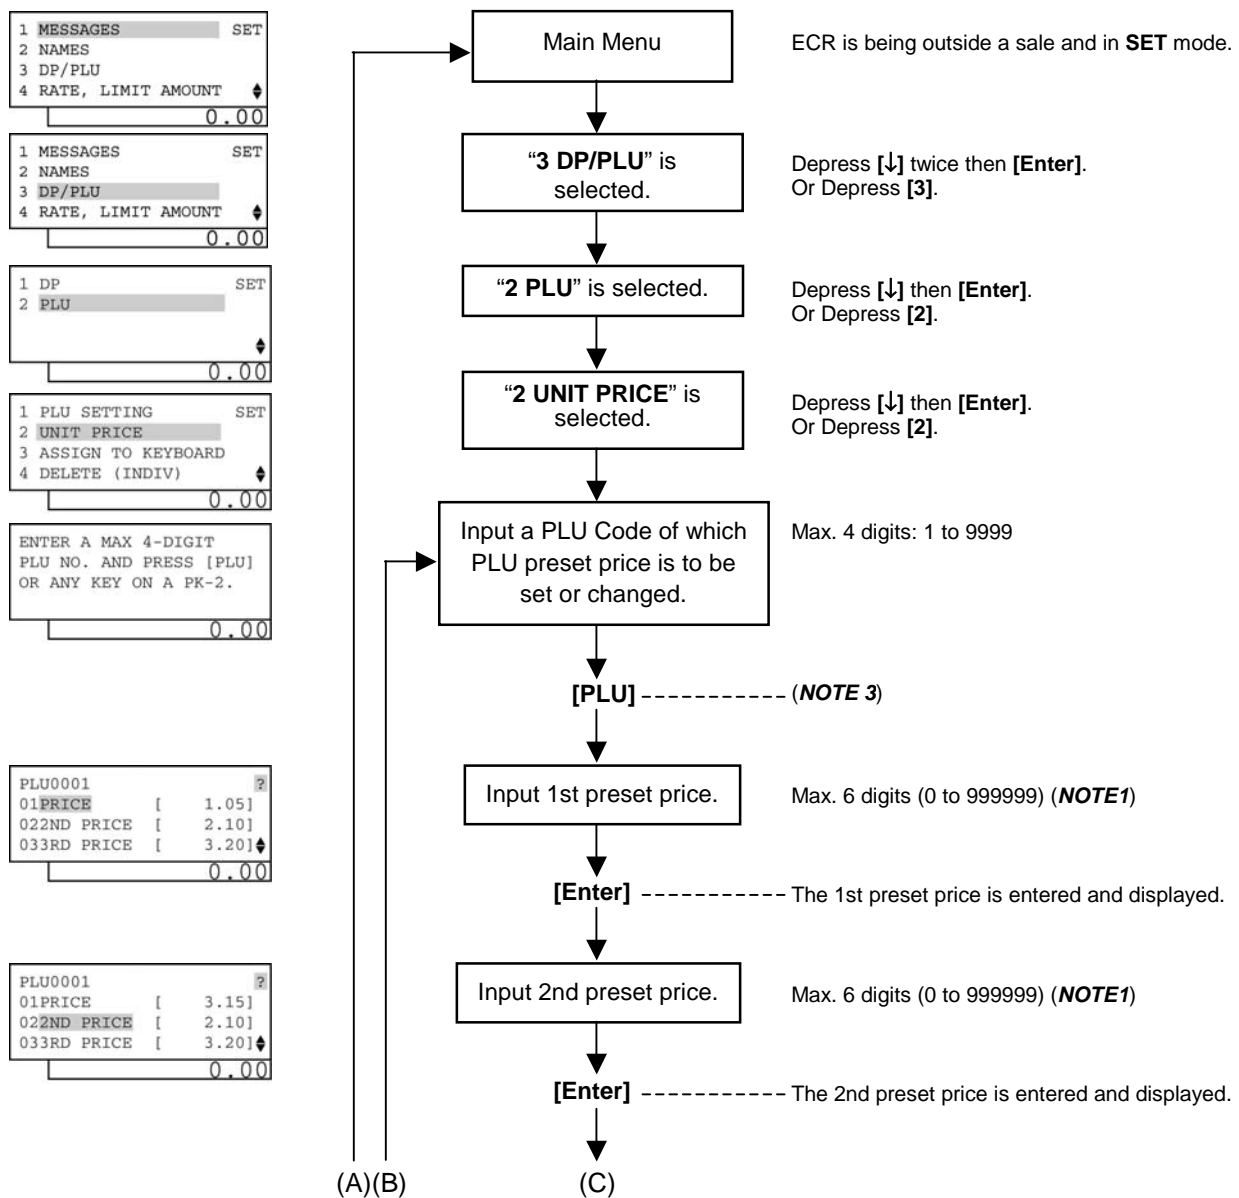 1 MESSAGES SET
2 NAMES
3 DP/PLU
4 RATE, LIMIT AMOUNT
0.00
Main Menu
ECR is being outside a sale and in SET mode.
1 MESSAGES SET
2 NAMES
3 DP/PLU
4 RATE, LIMIT AMOUNT
0.00
“3 DP/PLU” is
selected.
Depress [↓] twice then [Enter].
Or Depress [3].
1 DP SET
2 PLU
0.00
“2 PLU” is selected.
Depress [↓] then [Enter].
Or Depress [2].
1 PLU SETTING SET
2 UNIT PRICE
3 ASSIGN TO KEYBOARD
4 DELETE (INDIV)
0.00
“2 UNIT PRICE” is
selected.
Depress [↓] then [Enter].
Or Depress [2].
ENTER A MAX 4-DIGIT
PLU NO. AND PRESS [PLU]
OR ANY KEY ON A PK-2.
0.00
Input a PLU Code of which
PLU preset price is to be
set or changed.
Max. 4 digits: 1 to 9999
[PLU] (NOTE 3)
PLU0001 ?
01PRICE [ 1.05]
022ND PRICE [ 2.10]
033RD PRICE [ 3.20]
0.00
Input 1st preset price.
Max. 6 digits (0 to 999999) (NOTE1)
[Enter] The 1st preset price is entered and displayed.
PLU0001 ?
01PRICE [ 3.15]
022ND PRICE [ 2.10]
033RD PRICE [ 3.20]
0.00
Input 2nd preset price.
Max. 6 digits (0 to 999999) (NOTE1)
[Enter] The 2nd preset price is entered and displayed.
(A)(B) (C)